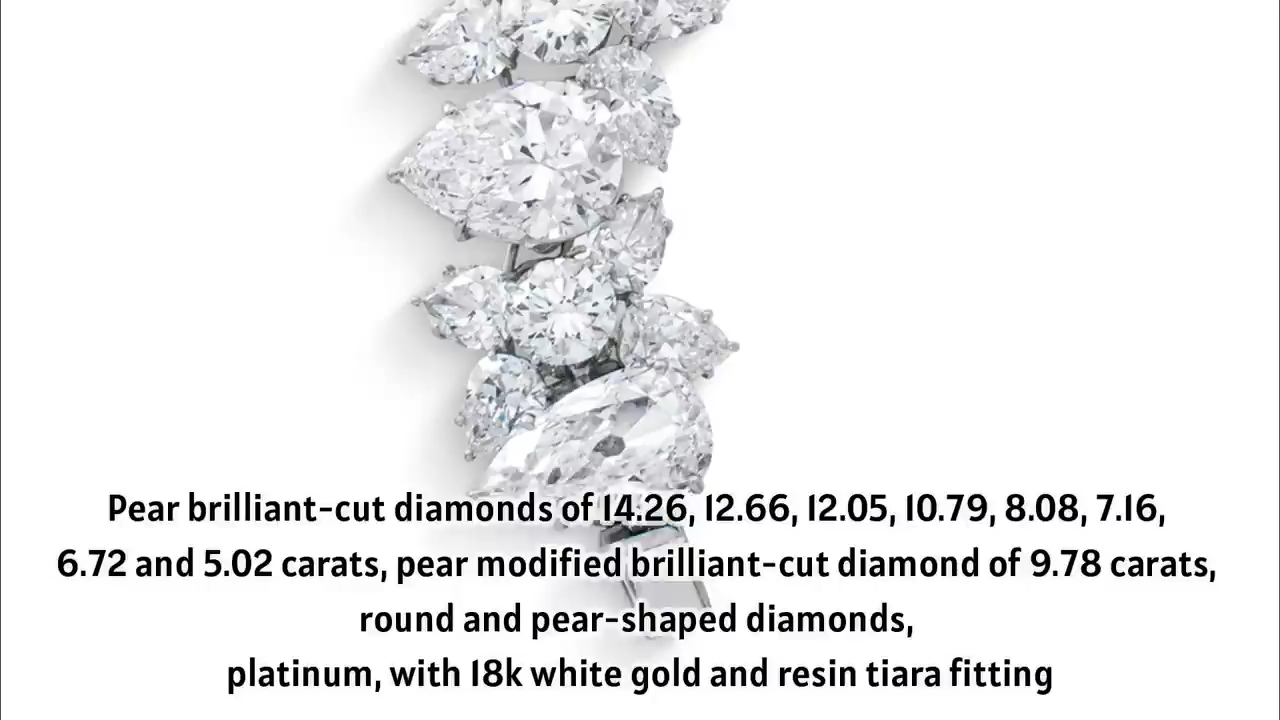 Pear brilliant-cut diamonds of 14.26, 12.66, 12.05, 10.79, 8.08, 7.16,
6.72 and 5.02 carats, pear modified brilliant-cut diamond of 9.78 carats,
round and pear-shaped diamonds,
platinum, with 18k white gold and resin tiara fitting